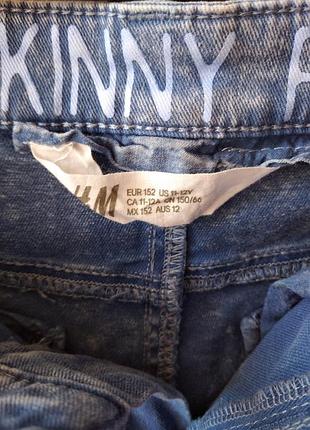 KINNY F
H&M
EUR 152 US 11-12Y
CA 11-12A CN 150/60
MX 152 AUS 12